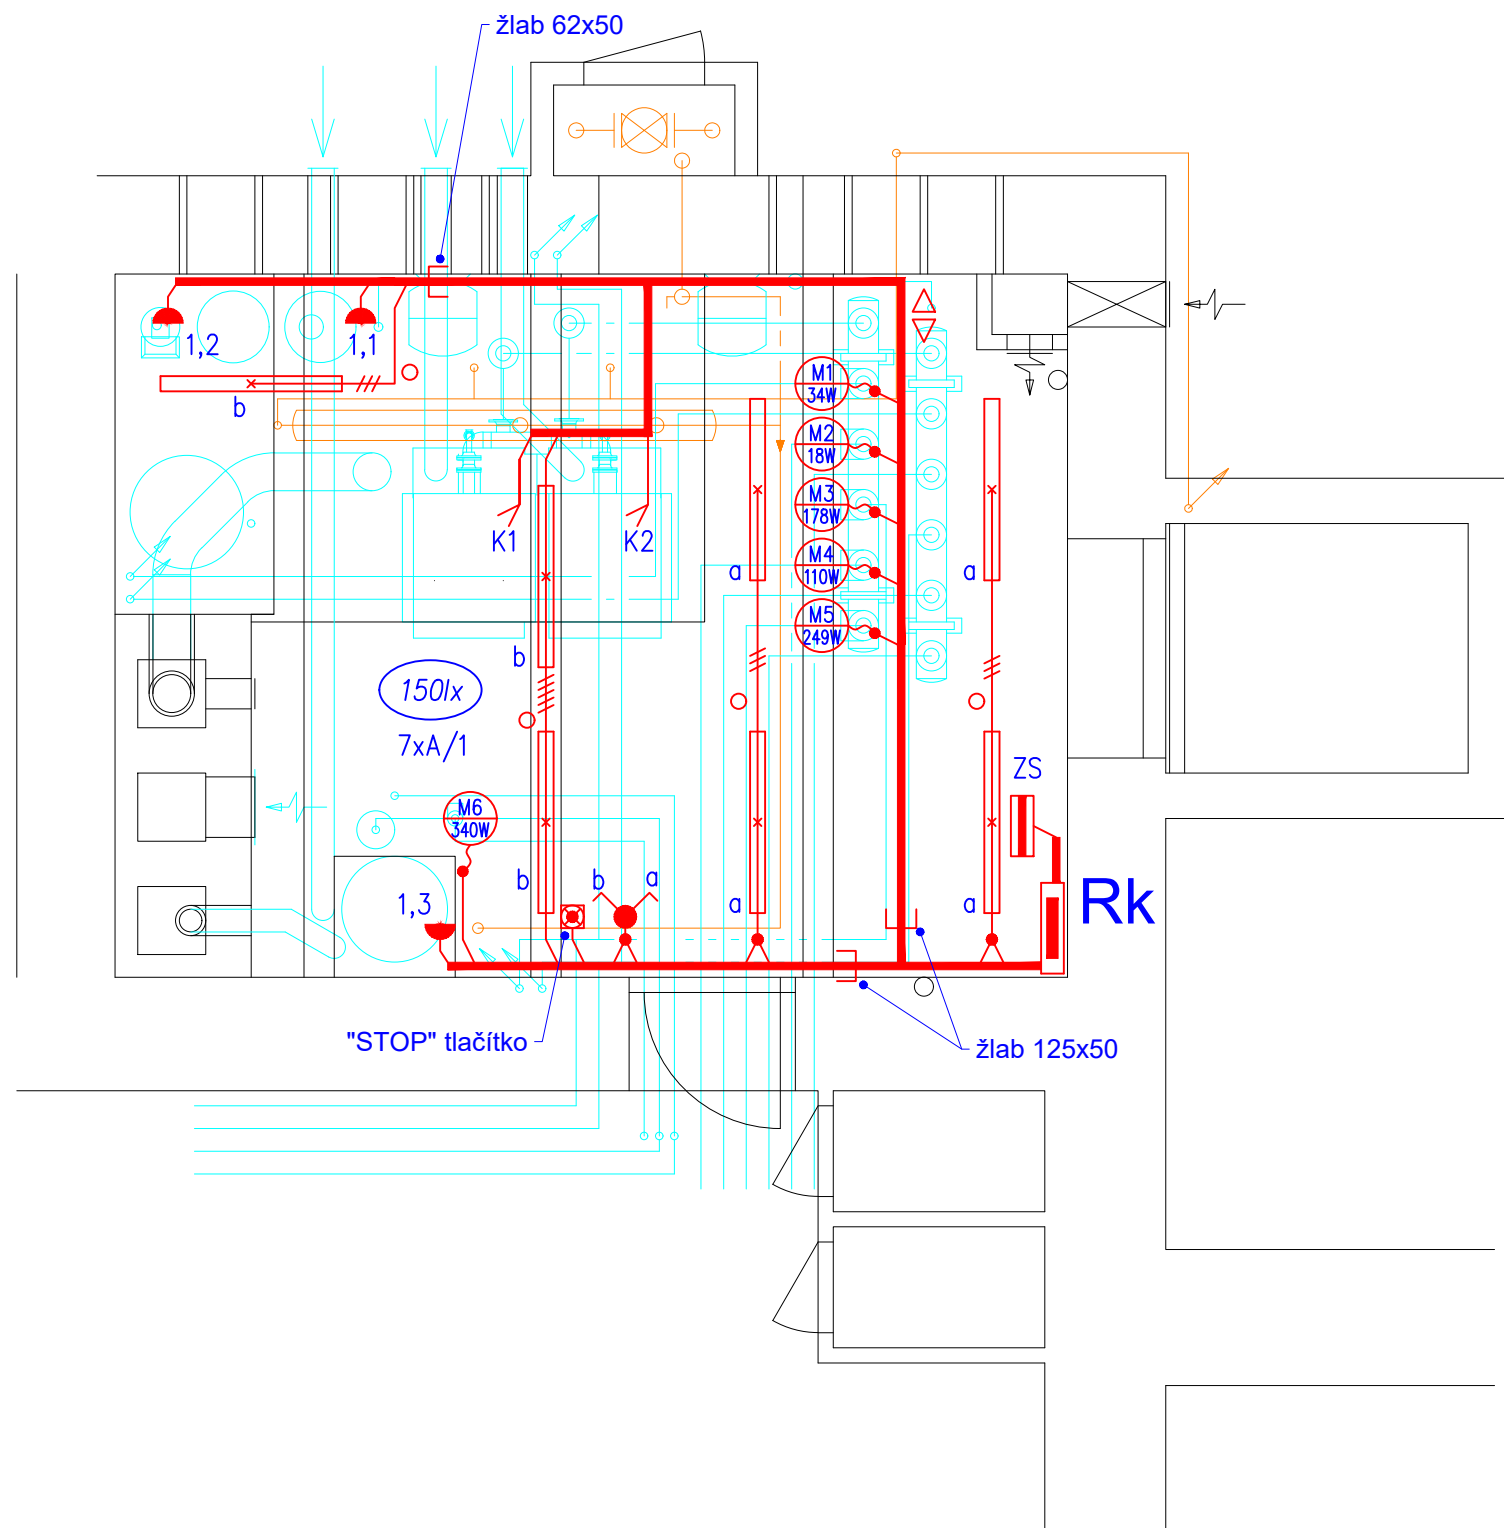 žlab 62x50
1,2
1,1
b
M1
34W
M2
18W
M3
178W
M4
110W
M5
249W
K1
K2
a
a
b
150lx
7xA/1
ZS
M6
340W
1,3
b
b
a
a
a
Rk
"STOP" tlačítko
žlab 125x50